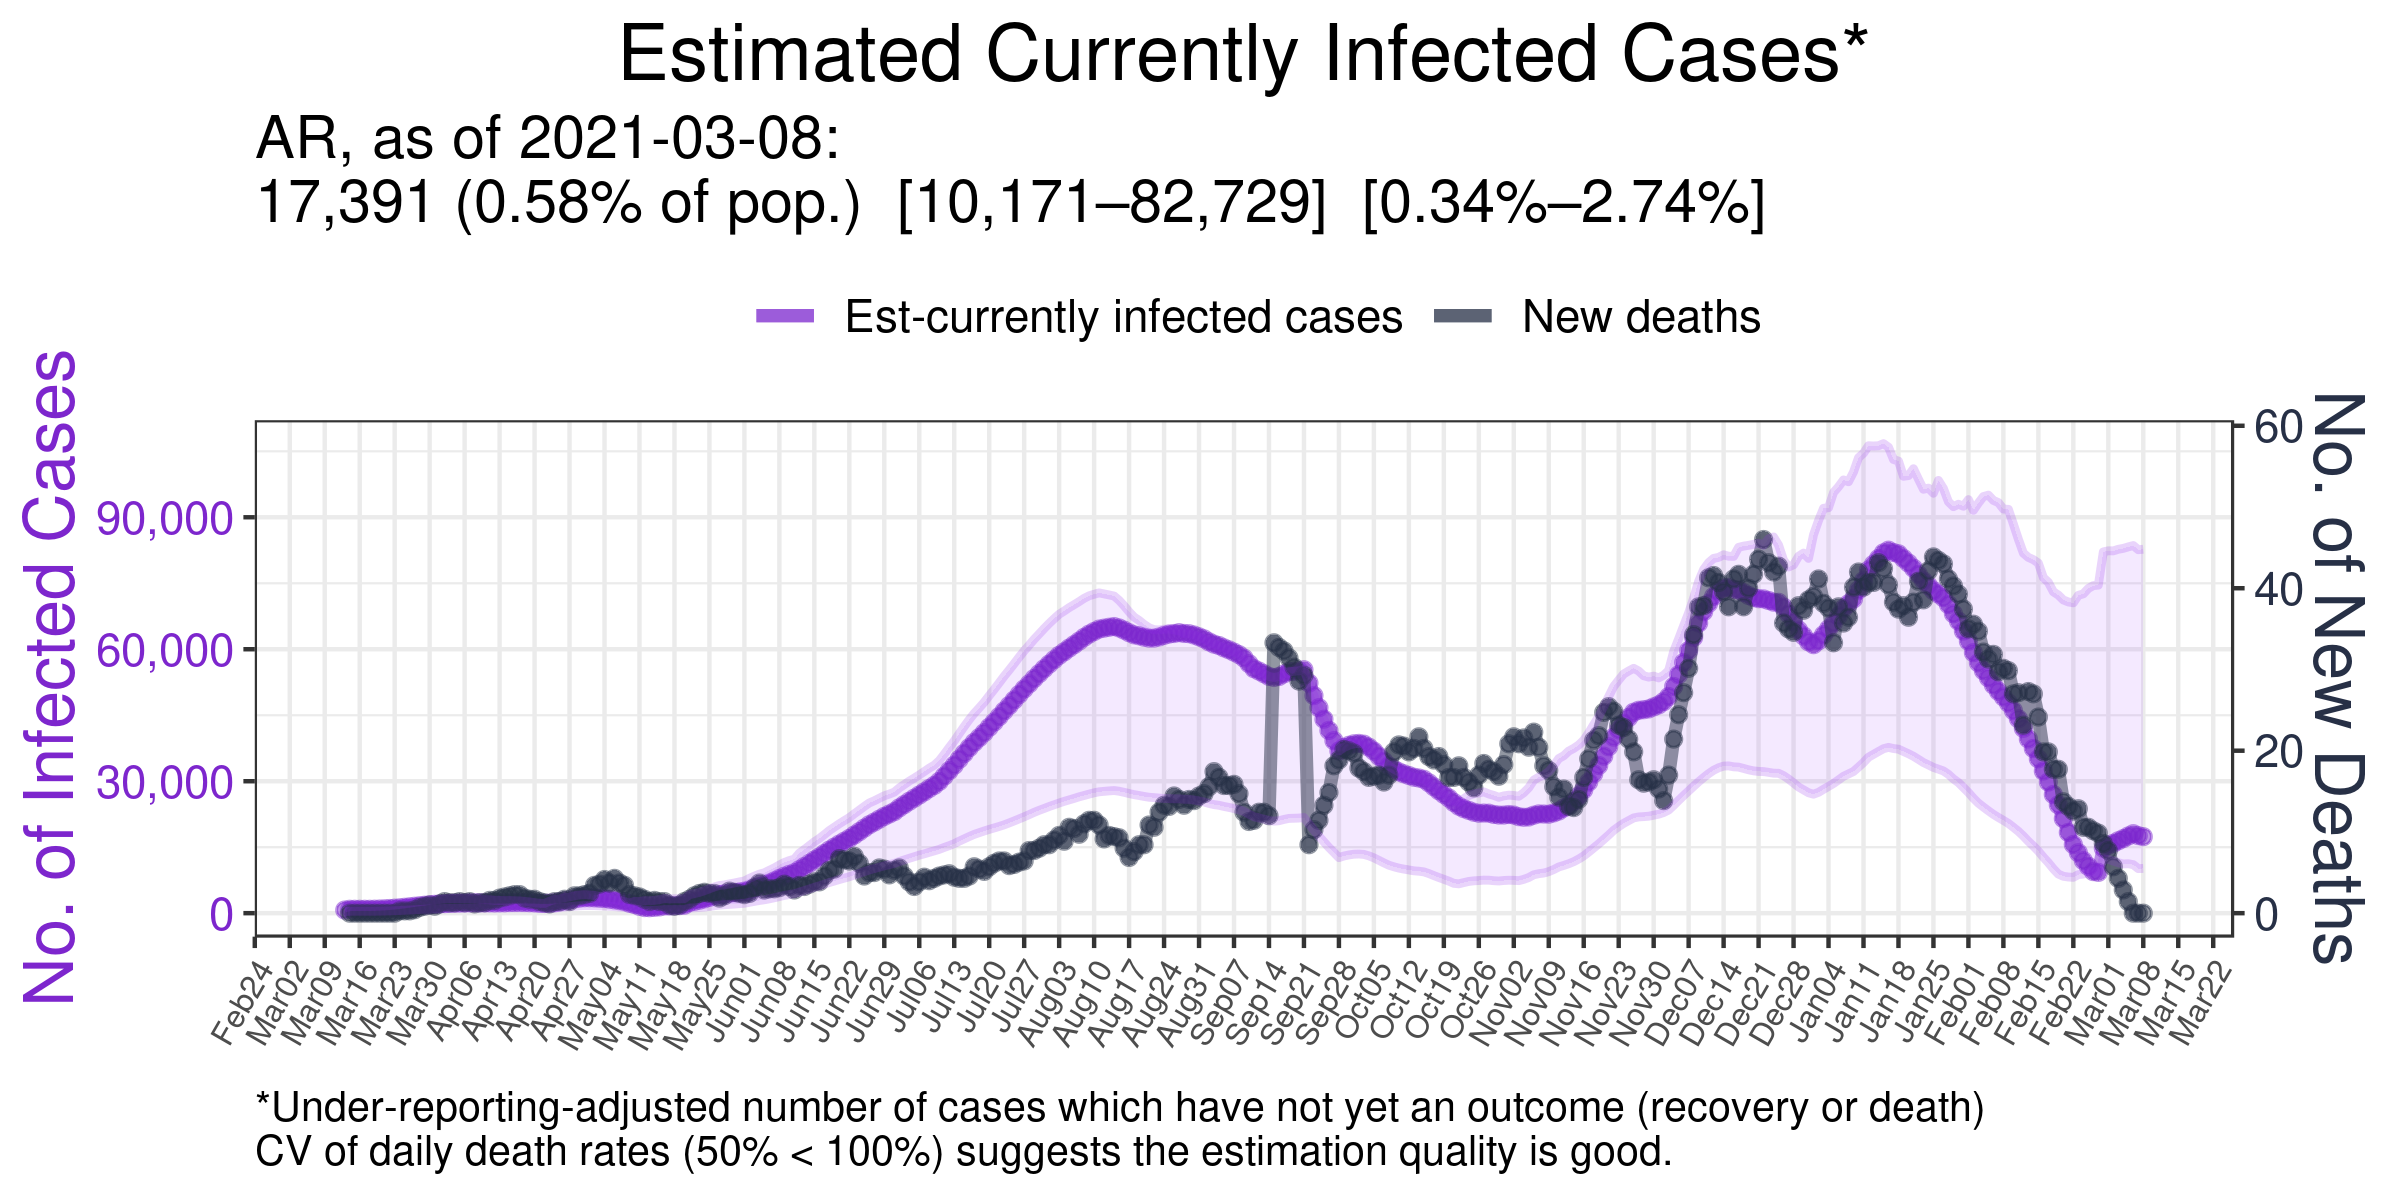 Estimated Currently Infected Cases*
AR, as of 2021-03-08:
17,391 (0.58% of pop.) [10,171–82,729] [0.34%–2.74%]
Est-currently infected cases
New deaths
No. of Infected Cases
90,000
60,000
30,000
0
60
40
20
0
No. of New Deaths
Feb24
Mar02
Mar09
Mar16
Mar23
Mar30
Apr06
Apr13
Apr20
Apr27
May04
May11
May18
May25
Jun01
Jun08
Jun15
Jun22
Jun29
Jul06
Jul13
Jul20
Jul27
Aug03
Aug10
Aug17
Aug24
Aug31
Sep07
Sep14
Sep21
Sep28
Oct05
Oct12
Oct19
Oct26
Nov02
Nov09
Nov16
Nov23
Nov30
Dec07
Dec14
Dec21
Dec28
Jan04
Jan11
Jan18
Jan25
Feb01
Feb08
Feb15
Feb22
Mar01
Mar08
Mar15
Mar22
*Under-reporting-adjusted number of cases which have not yet an outcome (recovery or death)
CV of daily death rates (50% < 100%) suggests the estimation quality is good.